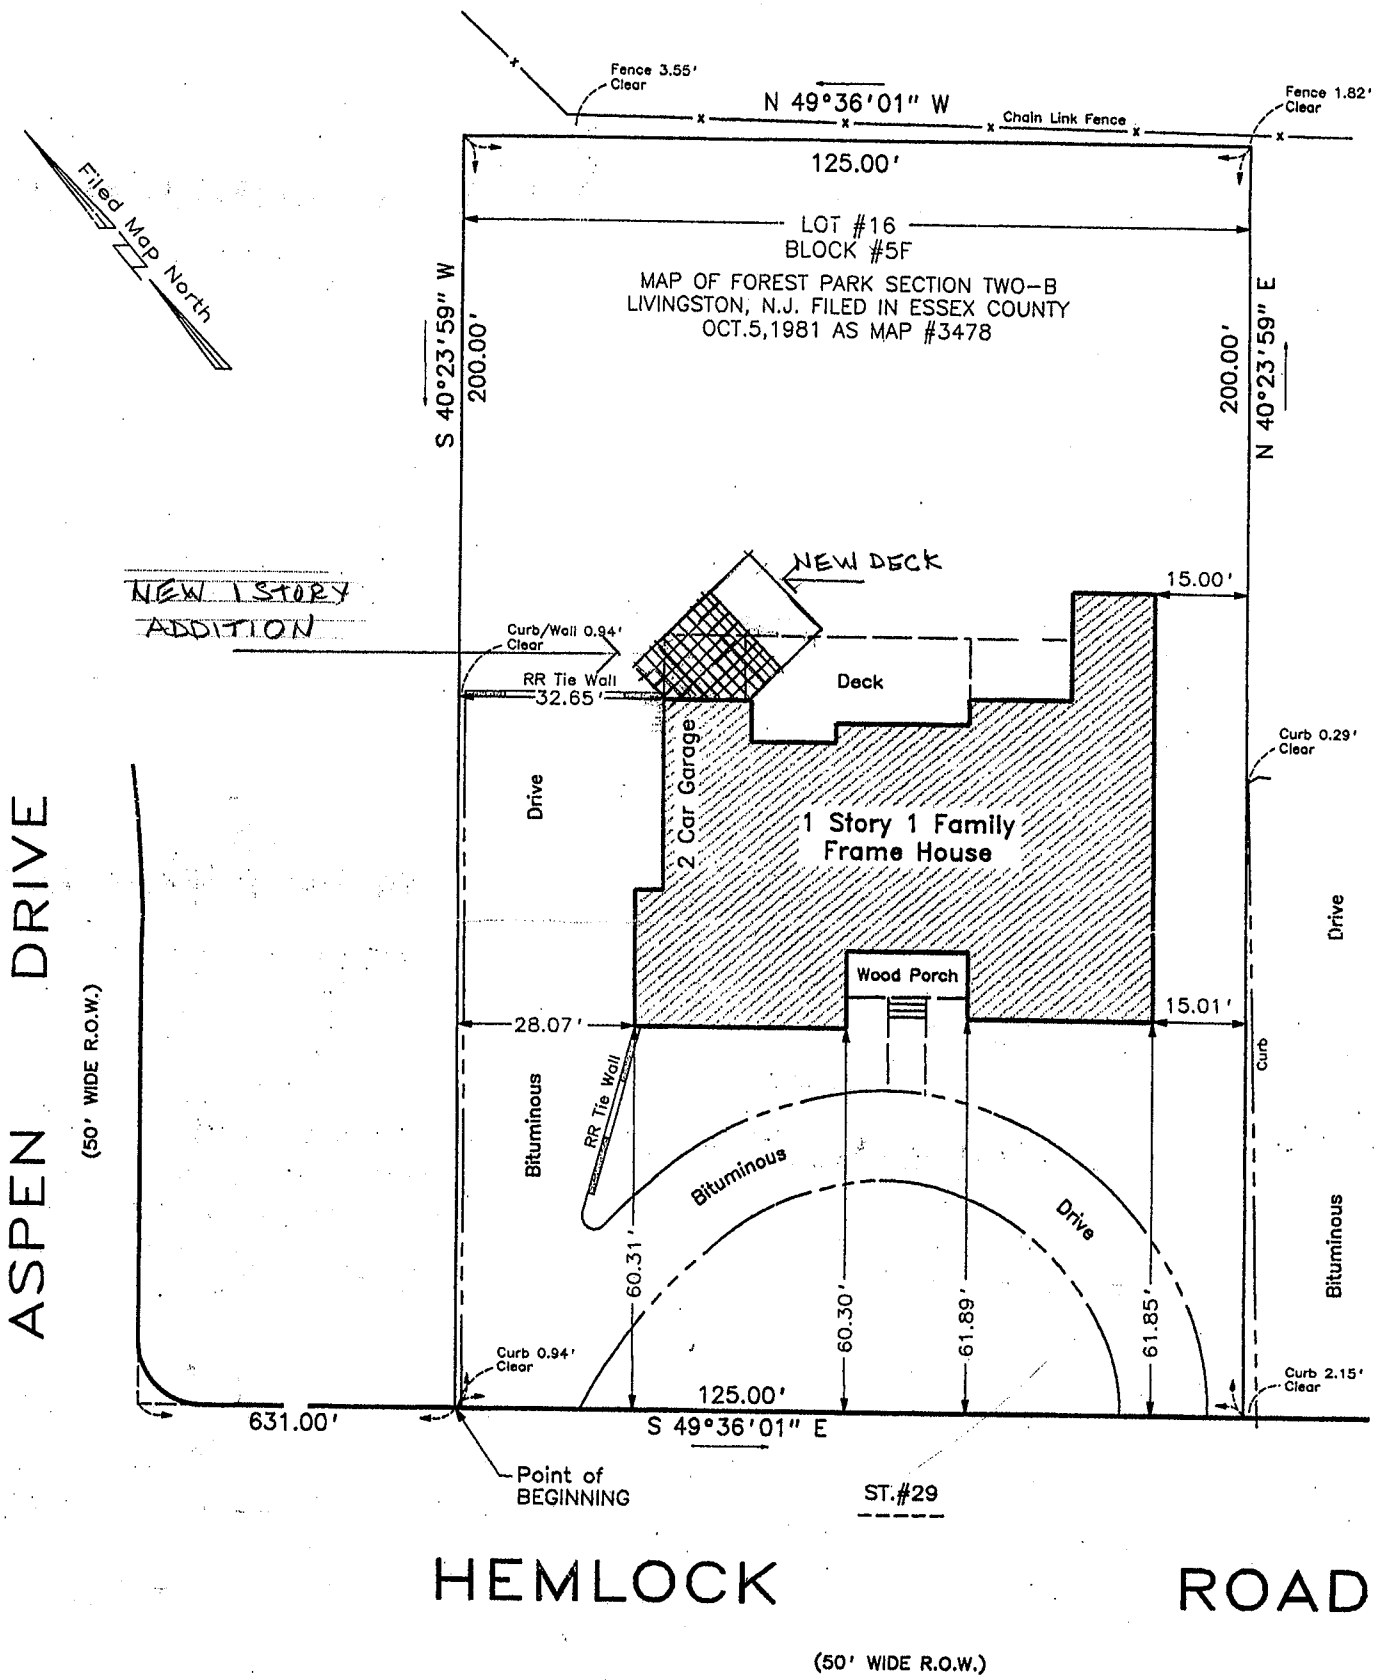 Fence 3.55'
Clear
N 49°36'01" W
Chain Link Fence
Fence 1.82'
Clear
125.00'
Filed Map North
LOT #16
BLOCK #5F
MAP OF FOREST PARK SECTION TWO-B
LIVINGSTON, N.J. FILED IN ESSEX COUNTY
OCT.5,1981 AS MAP #3478
S 40°23'59" W
200.00'
200.00'
N 40°23'59" E
NEW DECK
NEW 1 STORY
ADDITION
15.00'
Curb/Wall 0.94'
Clear
RR Tie Wall
32.65'
Deck
2 Car Garage
Curb 0.29'
Clear
Drive
1 Story 1 Family
Frame House
Drive
Wood Porch
28.07'
15.01'
Curb
ASPEN DRIVE
(50' WIDE R.O.W.)
Bituminous
RR Tie Wall
Bituminous
Drive
Bituminous
60.31'
60.30'
61.89'
61.85'
Curb 0.94'
Clear
Curb 2.15'
Clear
631.00'
125.00'
S 49°36'01" E
Point of
BEGINNING
ST.#29
HEMLOCK ROAD
(50' WIDE R.O.W.)